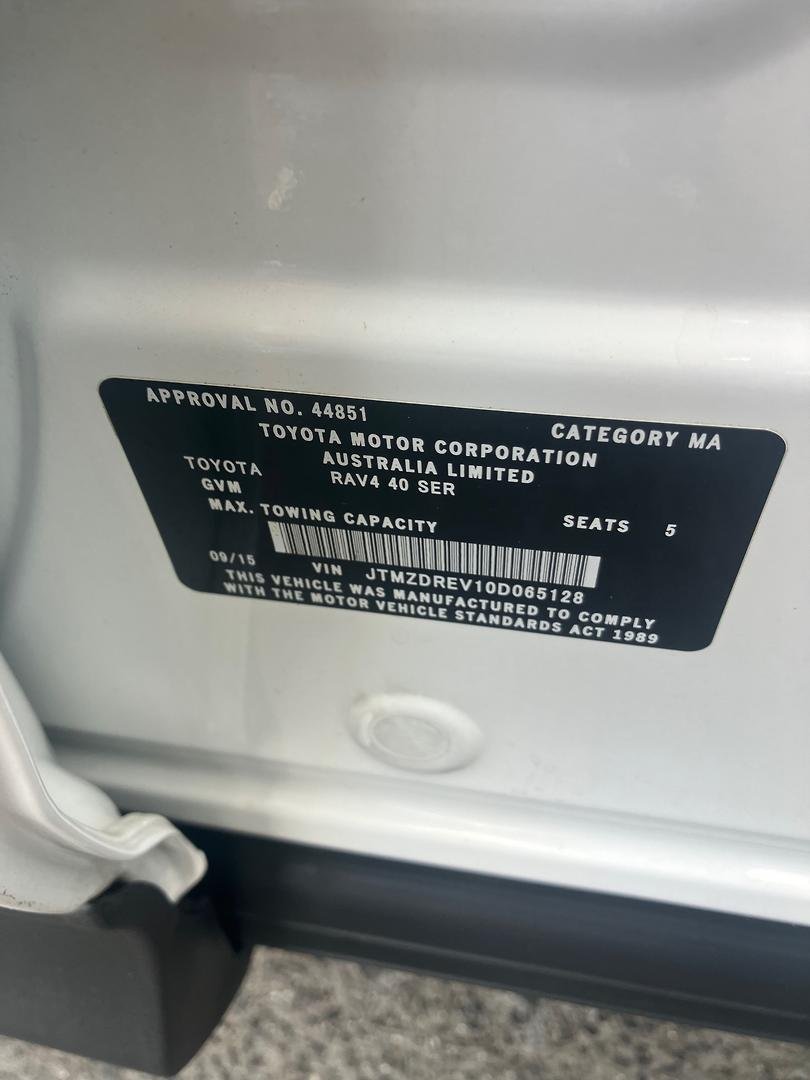 APPROVAL NO. 44851 CATEGORY MA
TOYOTA MOTOR CORPORATION
AUSTRALIA LIMITED
TOYOTA RAV4 40 SER
GVM
MAX. TOWING CAPACITY SEATS 5
09/15 VIN JTMZDREV10D065128
THIS VEHICLE WAS MANUFACTURED TO COMPLY
WITH THE MOTOR VEHICLE STANDARDS ACT 1989